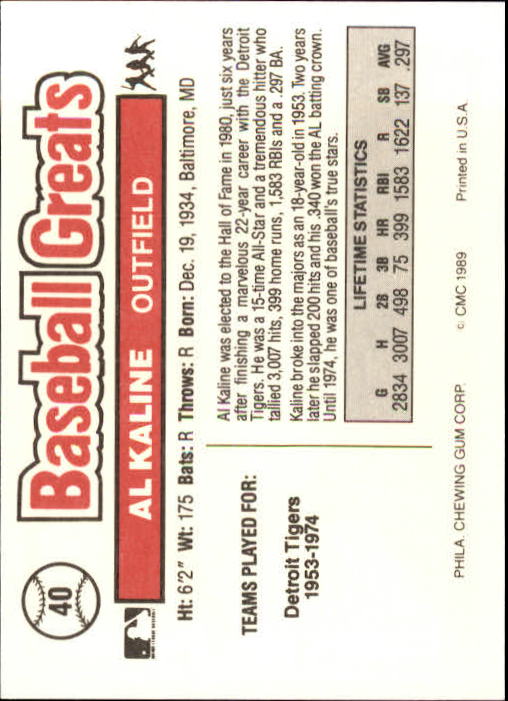 40
Baseball Greats
AL KALINE OUTFIELD
Ht: 6'2" Wt: 175 Bats: R Throws: R Born: Dec. 19, 1934, Baltimore, MD
TEAMS PLAYED FOR:
Detroit Tigers
1953-1974
Al Kaline was elected to the Hall of Fame in 1980, just six years
after finishing a marvelous 22-year career with the Detroit
Tigers. He was a 15-time All-Star and a tremendous hitter who
tallied 3,007 hits, 399 home runs, 1,583 RBIs and a .297 BA.
Kaline broke into the majors as an 18-year-old in 1953. Two years
later he slapped 200 hits and his .340 won the AL batting crown.
Until 1974, he was one of baseball's true stars.
LIFETIME STATISTICS
G H 2B 3B HR RBI R SB AVG
2834 3007 498 75 399 1583 1622 137 .297
PHILA. CHEWING GUM CORP. © CMC 1989 Printed in U.S.A.